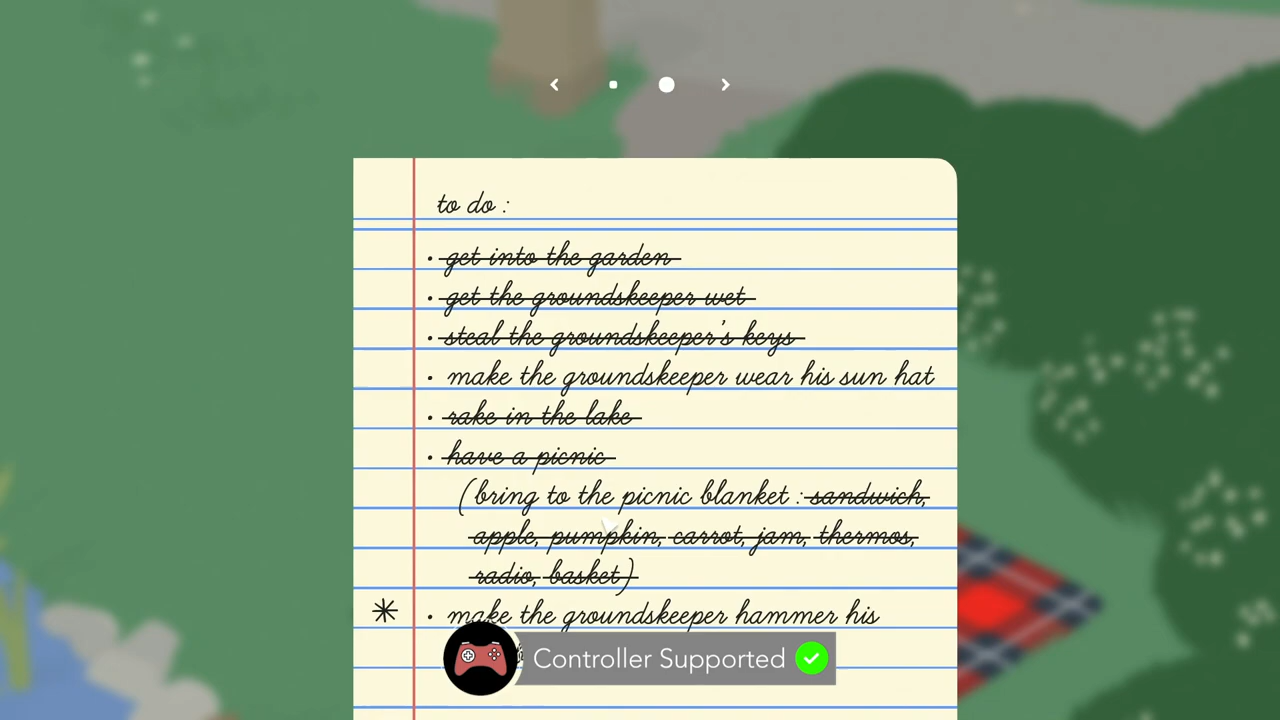 to do :
• get into the garden
• get the groundskeeper wet
• steal the groundskeeper's keys
• make the groundskeeper wear his sun hat
• rake in the lake
• have a picnic
(bring to the picnic blanket : sandwich,
apple, pumpkin, carrot, jam, thermos,
radio, basket)
* • make the groundskeeper hammer his
Controller Supported